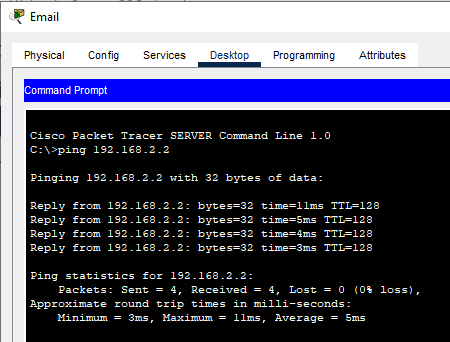 Email
Physical Config Services Desktop Programming Attributes
Command Prompt
Cisco Packet Tracer SERVER Command Line 1.0
C:\>ping 192.168.2.2
Pinging 192.168.2.2 with 32 bytes of data:
Reply from 192.168.2.2: bytes=32 time=11ms TTL=128
Reply from 192.168.2.2: bytes=32 time=5ms TTL=128
Reply from 192.168.2.2: bytes=32 time=4ms TTL=128
Reply from 192.168.2.2: bytes=32 time=3ms TTL=128
Ping statistics for 192.168.2.2:
Packets: Sent = 4, Received = 4, Lost = 0 (0% loss),
Approximate round trip times in milli-seconds:
Minimum = 3ms, Maximum = 11ms, Average = 5ms